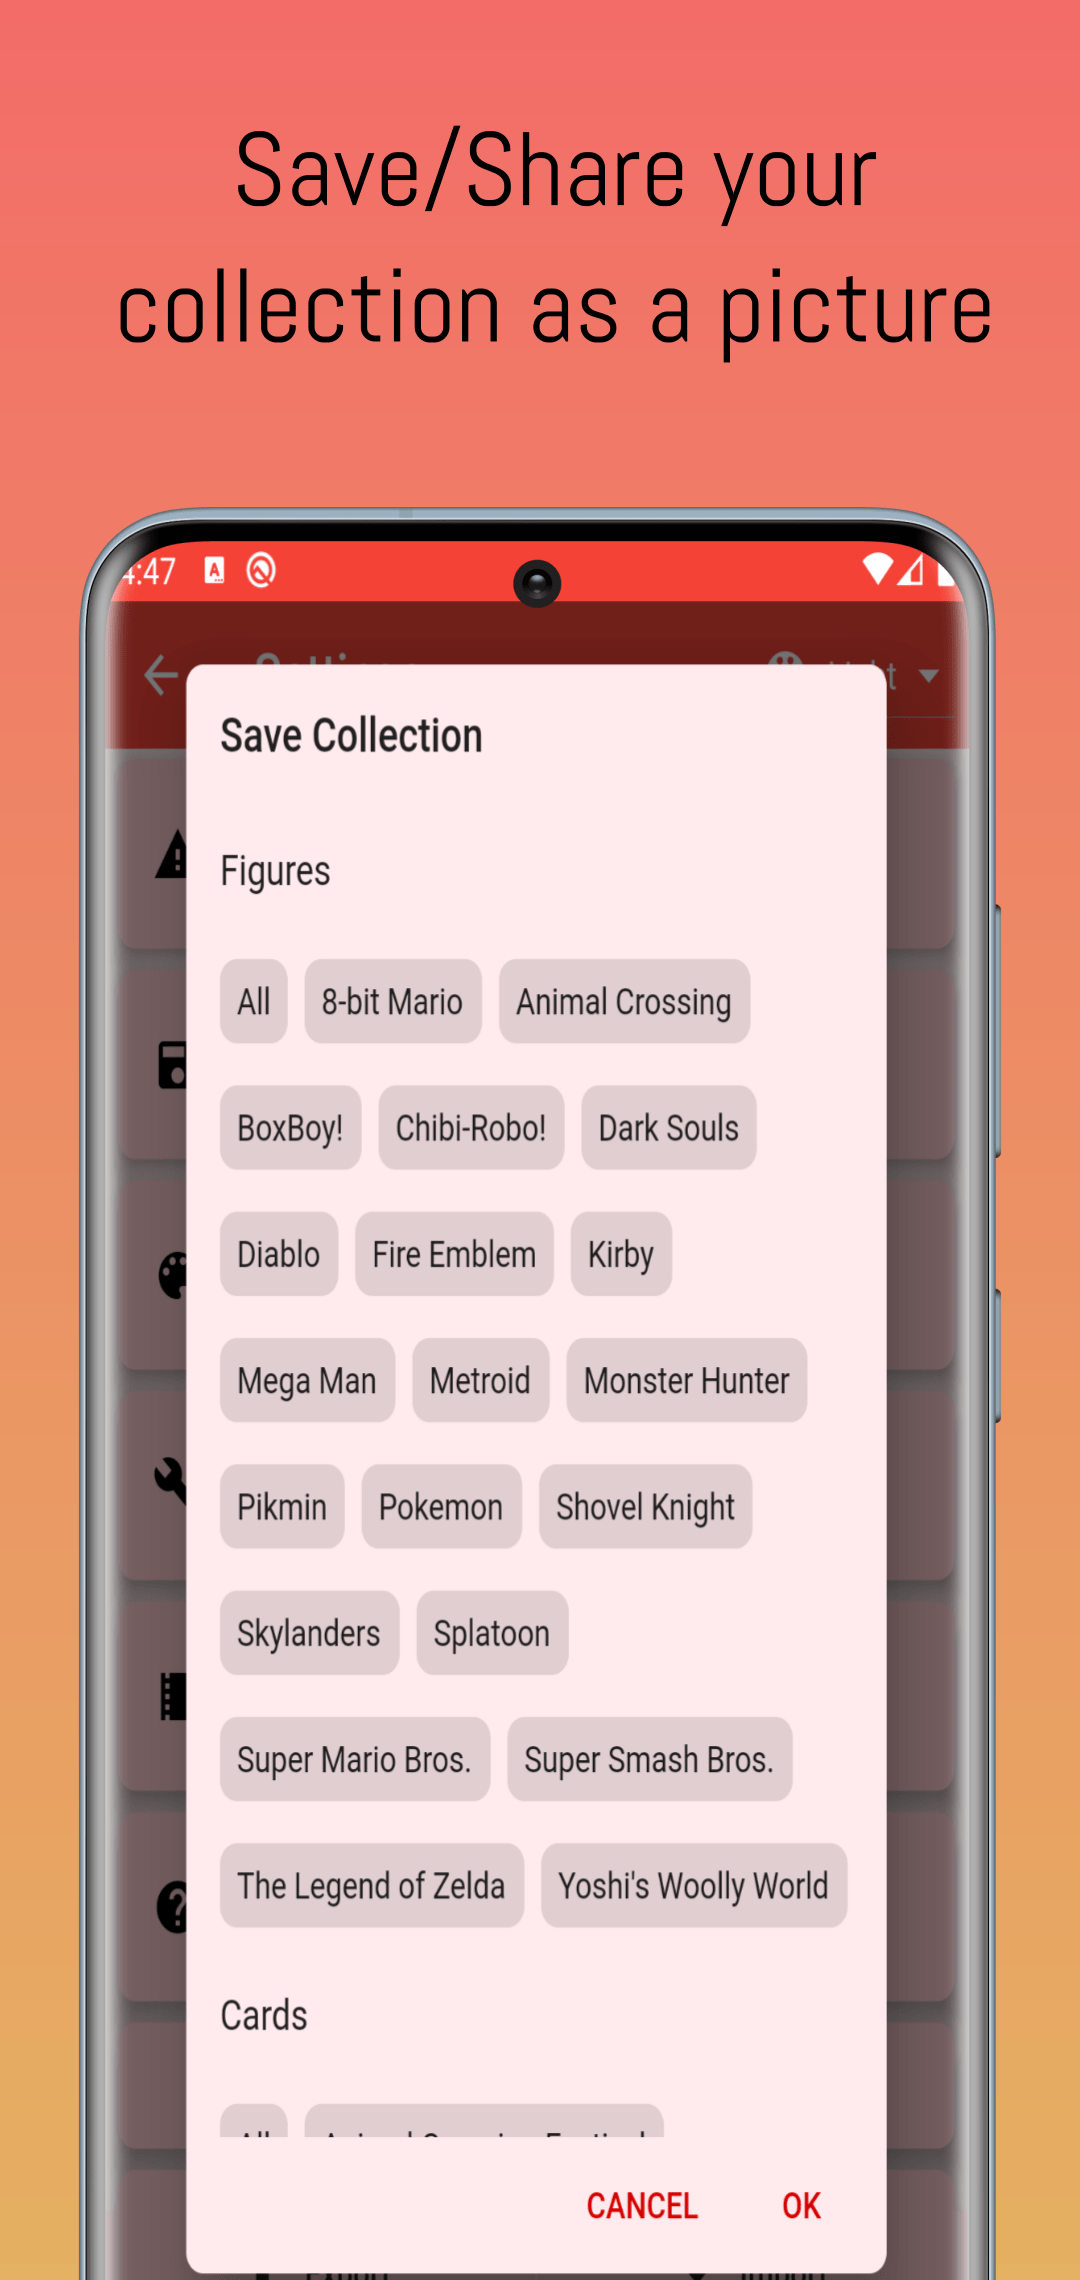 Save/Share your
collection as a picture
4:47
Save Collection
Figures
All 8-bit Mario Animal Crossing
BoxBoy! Chibi-Robo! Dark Souls
Diablo Fire Emblem Kirby
Mega Man Metroid Monster Hunter
Pikmin Pokemon Shovel Knight
Skylanders Splatoon
Super Mario Bros. Super Smash Bros.
The Legend of Zelda Yoshi's Woolly World
Cards
All
CANCEL OK